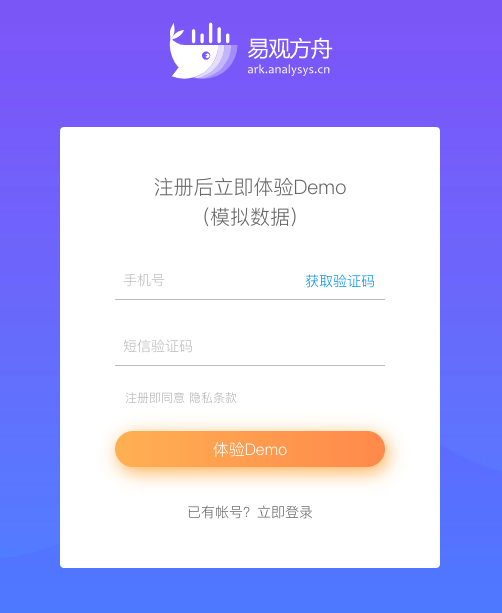 易观方舟
ark.analysys.cn
注册后立即体验Demo
（模拟数据）
手机号 获取验证码
短信验证码
注册即同意 隐私条款
体验Demo
已有帐号？立即登录